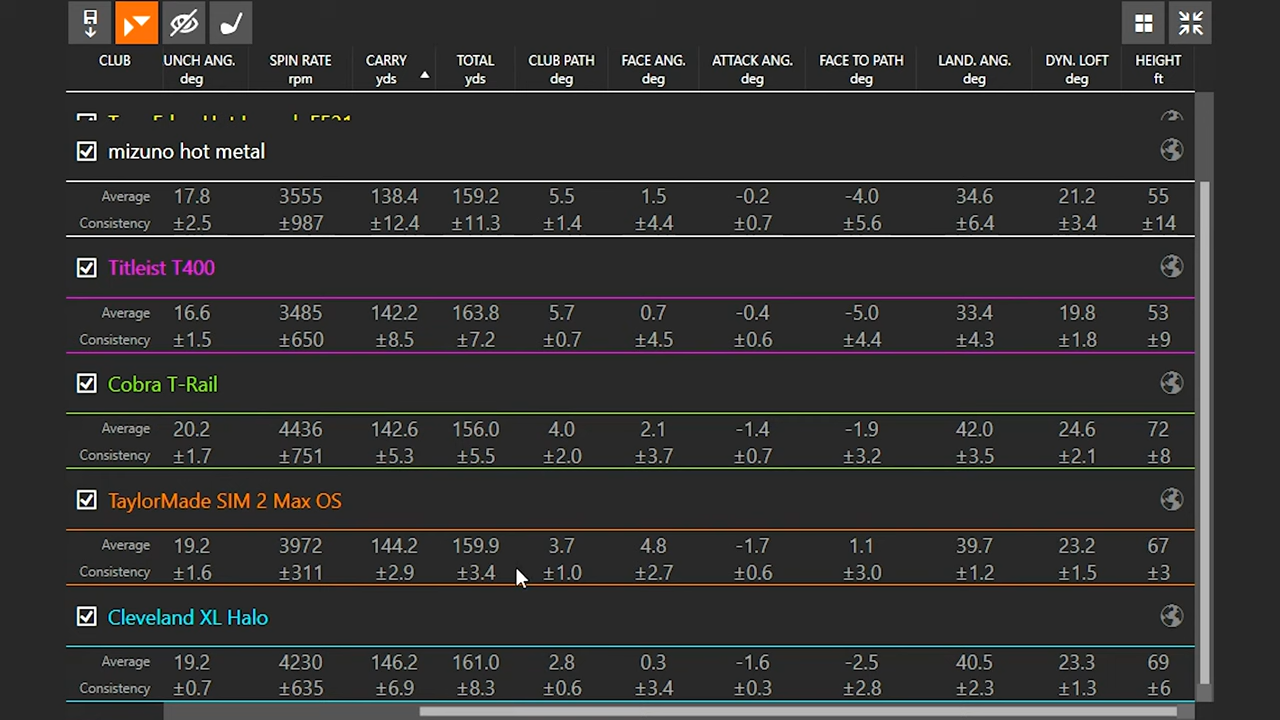 CLUB UNCH ANG. SPIN RATE CARRY TOTAL CLUB PATH FACE ANG. ATTACK ANG. FACE TO PATH LAND. ANG. DYN. LOFT HEIGHT
deg rpm yds yds deg deg deg deg deg deg ft
mizuno hot metal
Average 17.8 3555 138.4 159.2 5.5 1.5 -0.2 -4.0 34.6 21.2 55
Consistency ±2.5 ±987 ±12.4 ±11.3 ±1.4 ±4.4 ±0.7 ±5.6 ±6.4 ±3.4 ±14
Titleist T400
Average 16.6 3485 142.2 163.8 5.7 0.7 -0.4 -5.0 33.4 19.8 53
Consistency ±1.5 ±650 ±8.5 ±7.2 ±0.7 ±4.5 ±0.6 ±4.4 ±4.3 ±1.8 ±9
Cobra T-Rail
Average 20.2 4436 142.6 156.0 4.0 2.1 -1.4 -1.9 42.0 24.6 72
Consistency ±1.7 ±751 ±5.3 ±5.5 ±2.0 ±3.7 ±0.7 ±3.2 ±3.5 ±2.1 ±8
TaylorMade SIM 2 Max OS
Average 19.2 3972 144.2 159.9 3.7 4.8 -1.7 1.1 39.7 23.2 67
Consistency ±1.6 ±311 ±2.9 ±3.4 ±1.0 ±2.7 ±0.6 ±3.0 ±1.2 ±1.5 ±3
Cleveland XL Halo
Average 19.2 4230 146.2 161.0 2.8 0.3 -1.6 -2.5 40.5 23.3 69
Consistency ±0.7 ±635 ±6.9 ±8.3 ±0.6 ±3.4 ±0.3 ±2.8 ±2.3 ±1.3 ±6